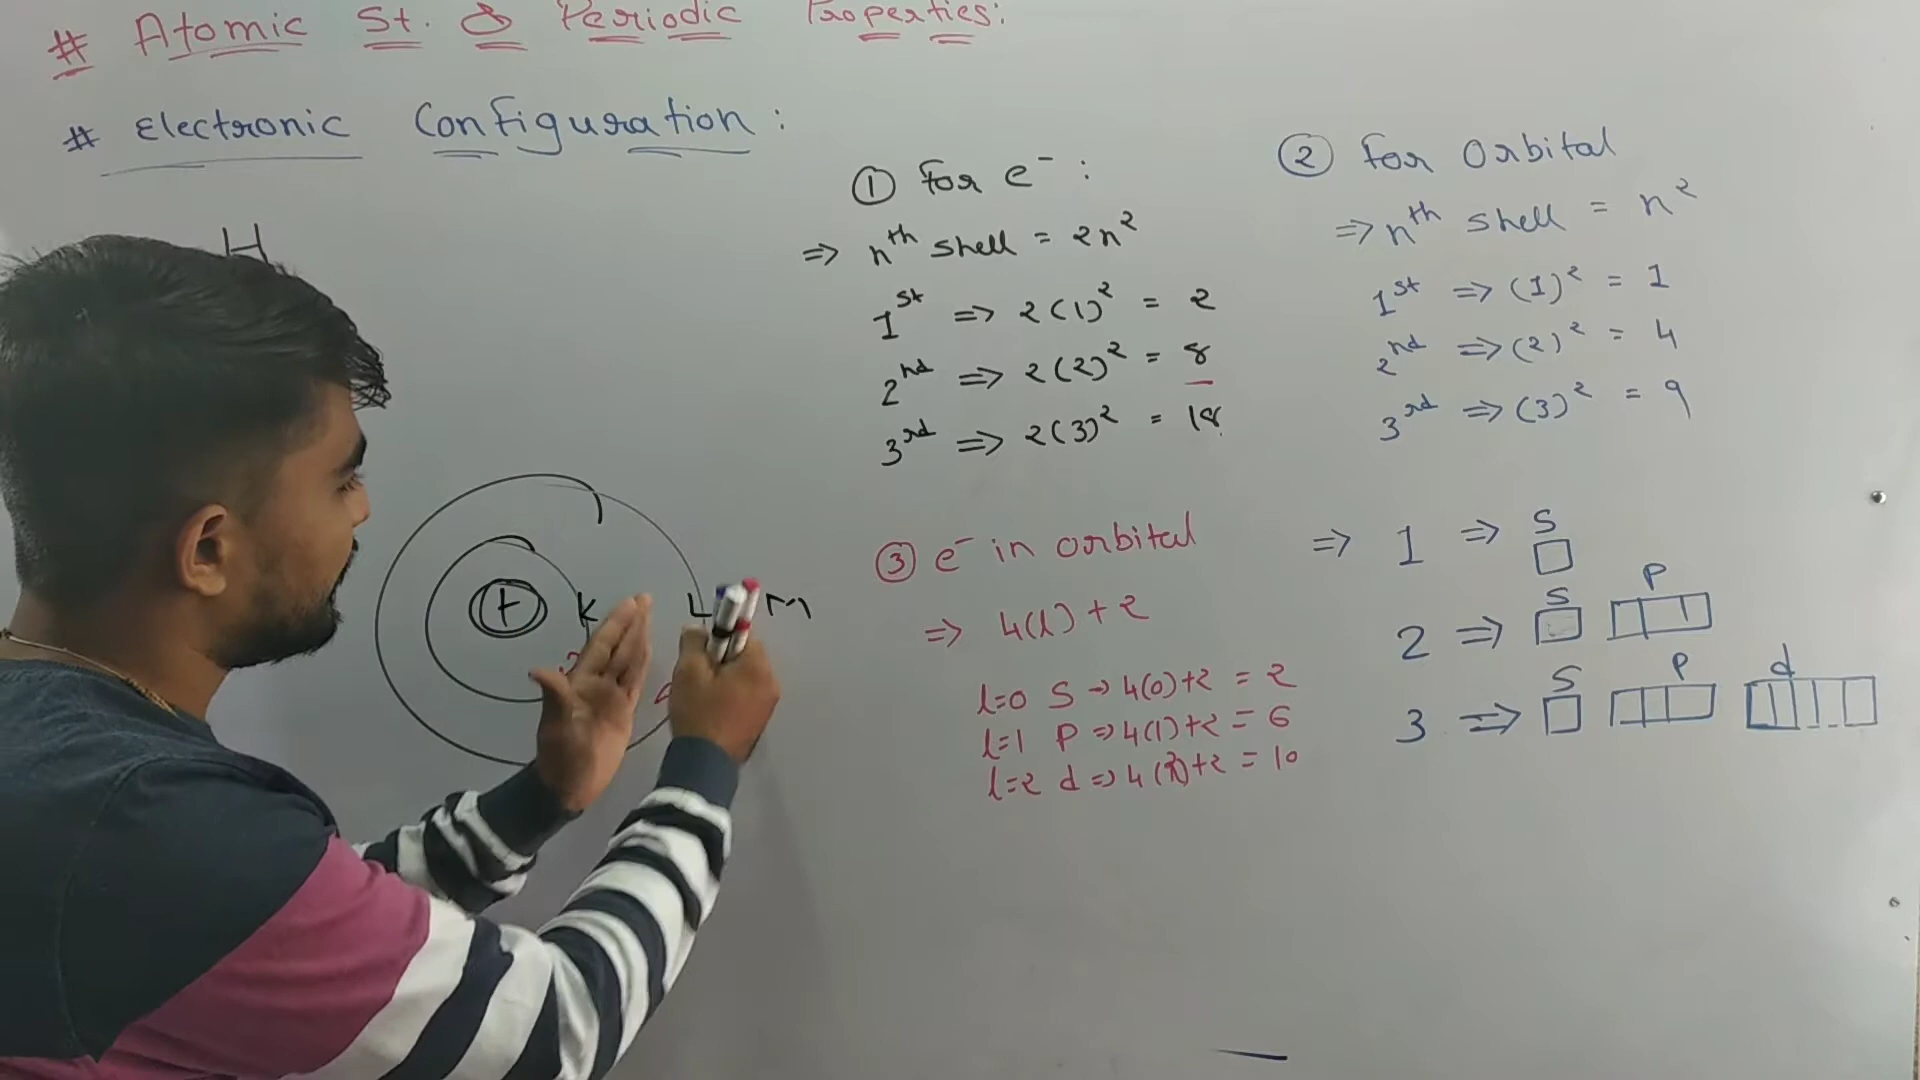 # Atomic St. & Periodic Properties:
# Electronic Configuration :
H
① For e⁻ :
⇒ nᵗʰ shell = 2n²
1ˢᵗ ⇒ 2(1)² = 2
2ⁿᵈ ⇒ 2(2)² = 8
3ʳᵈ ⇒ 2(3)² = 18
② For Orbital
⇒ nᵗʰ shell = n²
1ˢᵗ ⇒ (1)² = 1
2ⁿᵈ ⇒ (2)² = 4
3ʳᵈ ⇒ (3)² = 9
+ K L M
③ e⁻ in orbital
⇒ 4(l) + 2
l=0 S → 4(0)+2 = 2
l=1 P ⇒ 4(1)+2 = 6
l=2 d ⇒ 4(2)+2 = 10
S
⇒ 1 ⇒
S P
2 ⇒
S P d
3 ⇒